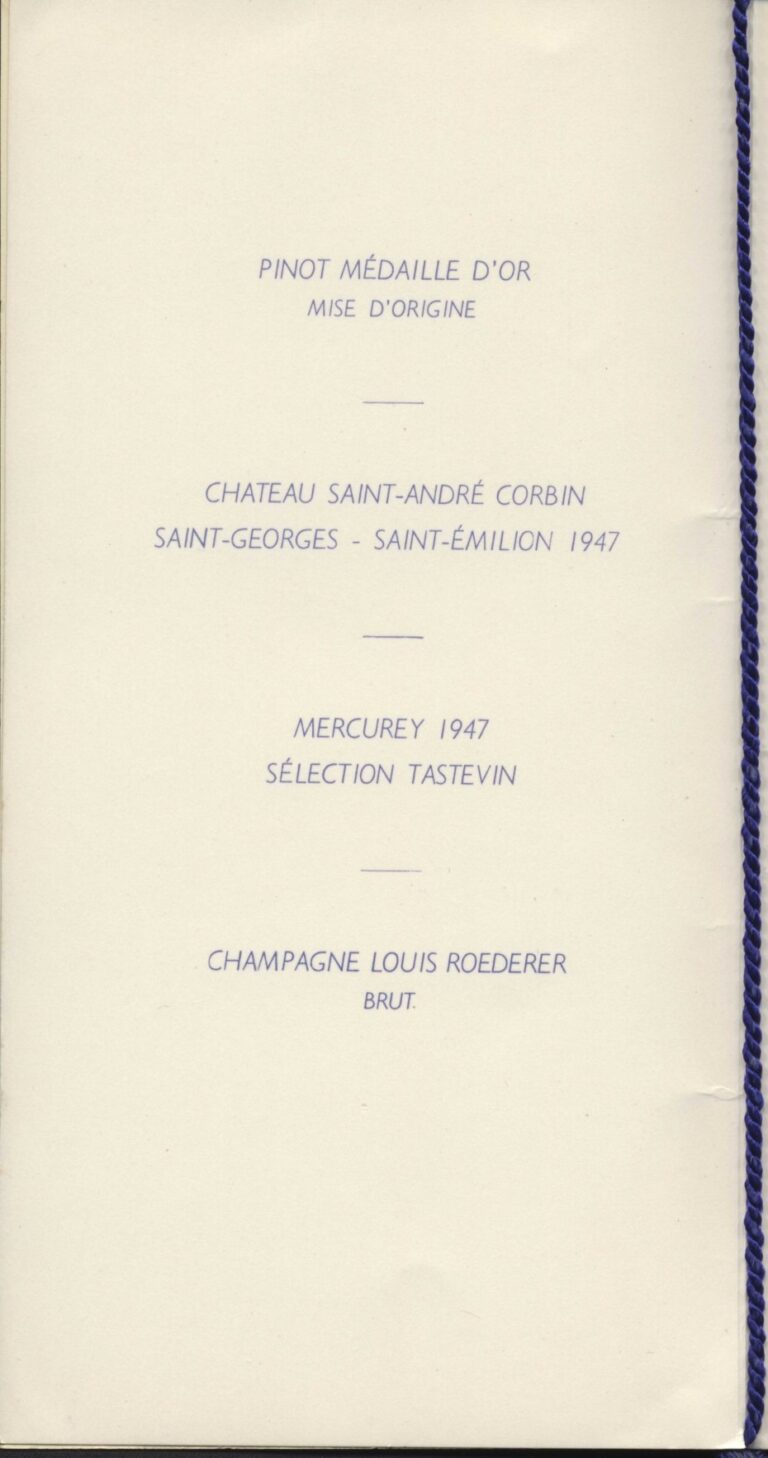 PINOT MÉDAILLE D'OR
MISE D'ORIGINE
CHATEAU SAINT-ANDRÉ CORBIN
SAINT-GEORGES - SAINT-ÉMILION 1947
MERCUREY 1947
SÉLECTION TASTEVIN
CHAMPAGNE LOUIS ROEDERER
BRUT.